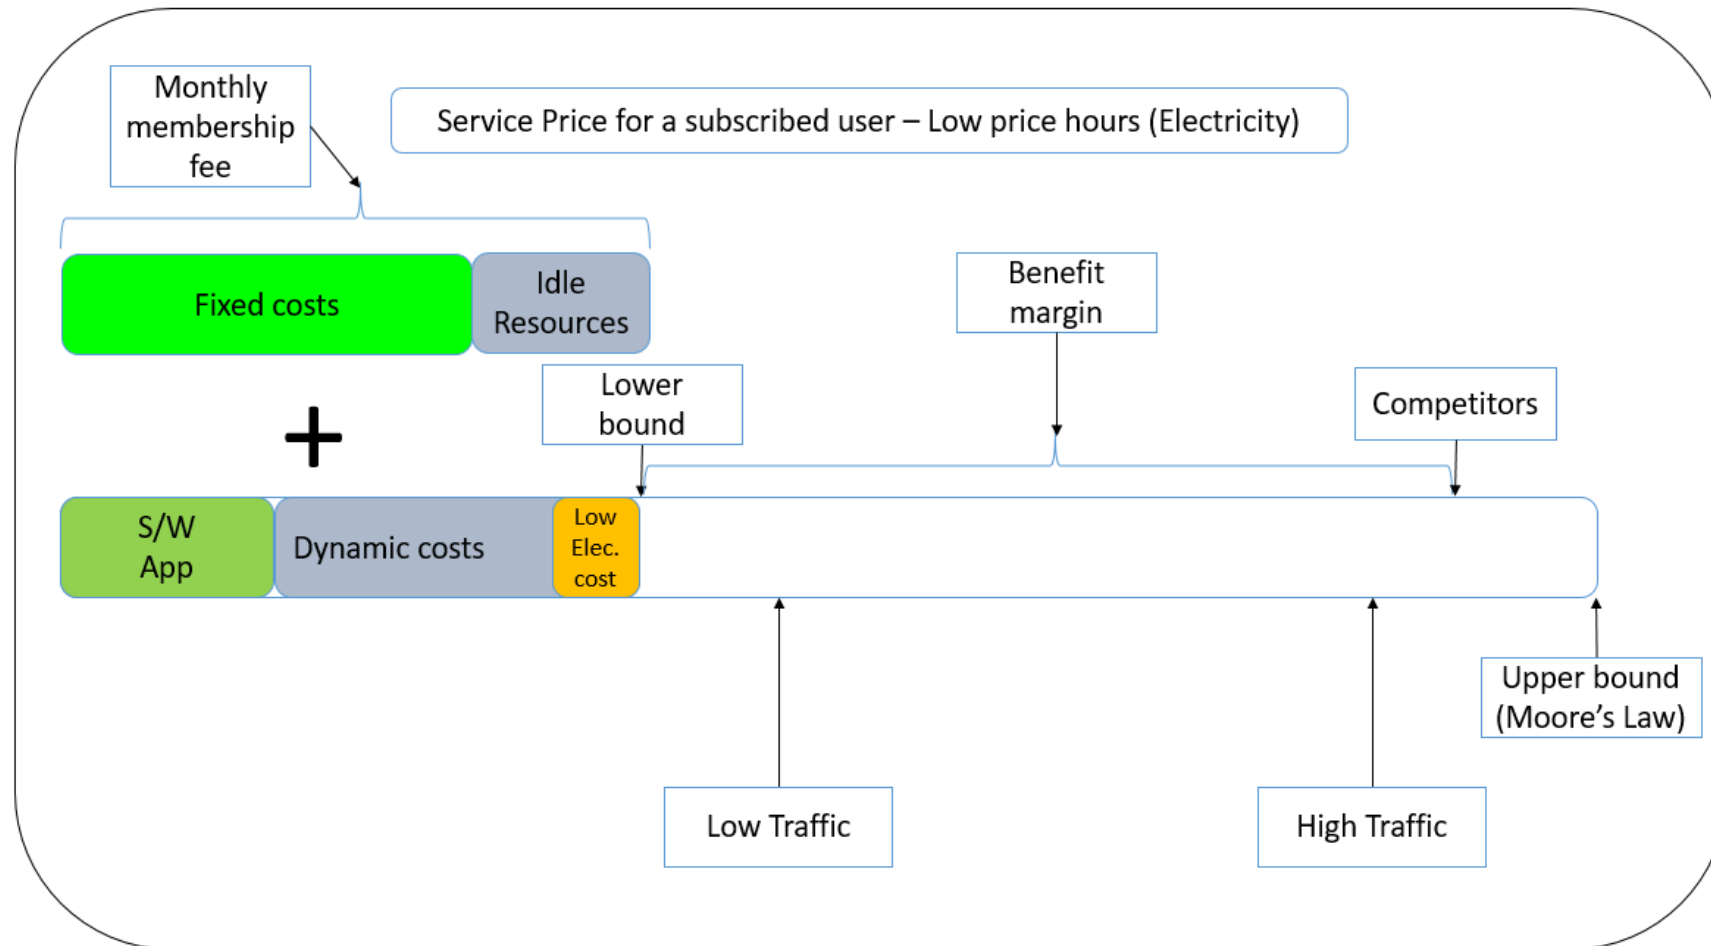 Monthly
membership
fee
Service Price for a subscribed user – Low price hours (Electricity)
Fixed costs
Idle
Resources
Benefit
margin
Lower
bound
Competitors
+
S/W
App
Dynamic costs
Low
Elec.
cost
Upper bound
(Moore’s Law)
Low Traffic
High Traffic